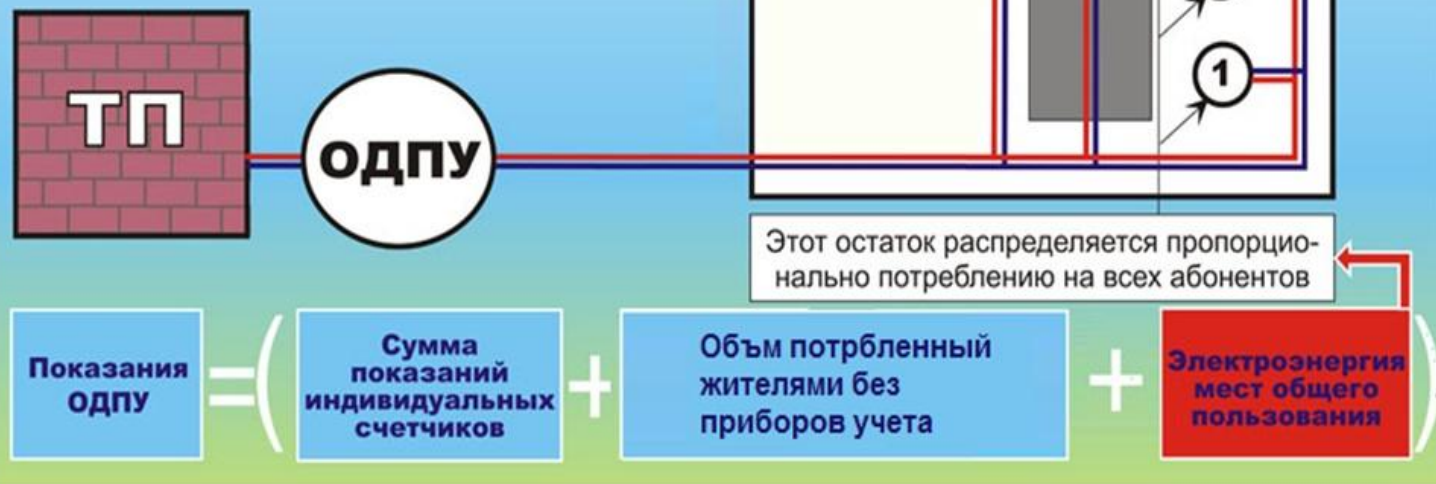 ТП
ОДПУ
1
Этот остаток распределяется пропорцио-
нально потреблению на всех абонентов
Показания
ОДПУ
=(
Сумма
показаний
индивидуальных
счетчиков
+
Объм потрбленный
жителями без
приборов учета
+
Электроэнергия
мест общего
пользования
)